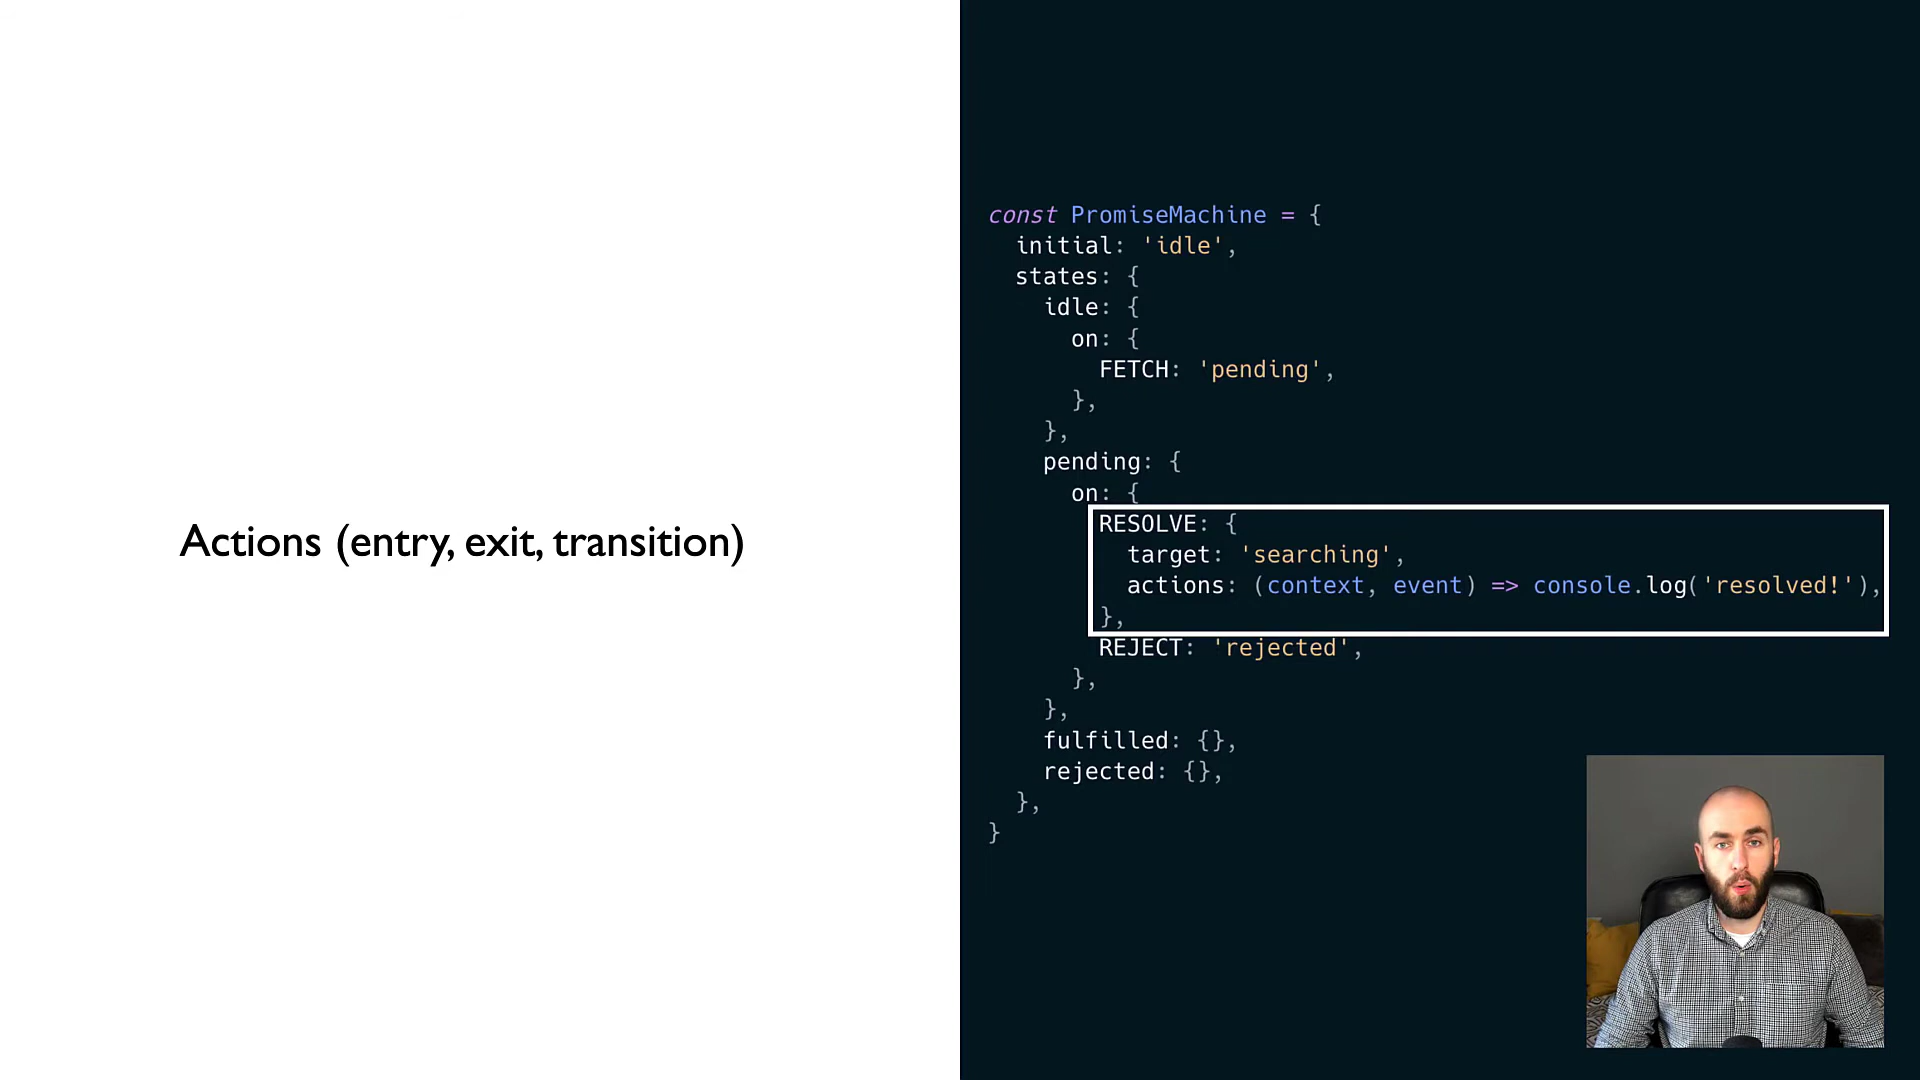 Actions (entry, exit, transition)
const PromiseMachine = {
  initial: 'idle',
  states: {
    idle: {
      on: {
        FETCH: 'pending',
      },
    },
    pending: {
      on: {
        RESOLVE: {
          target: 'searching',
          actions: (context, event) => console.log('resolved!'),
        },
        REJECT: 'rejected',
      },
    },
    fulfilled: {},
    rejected: {},
  },
}